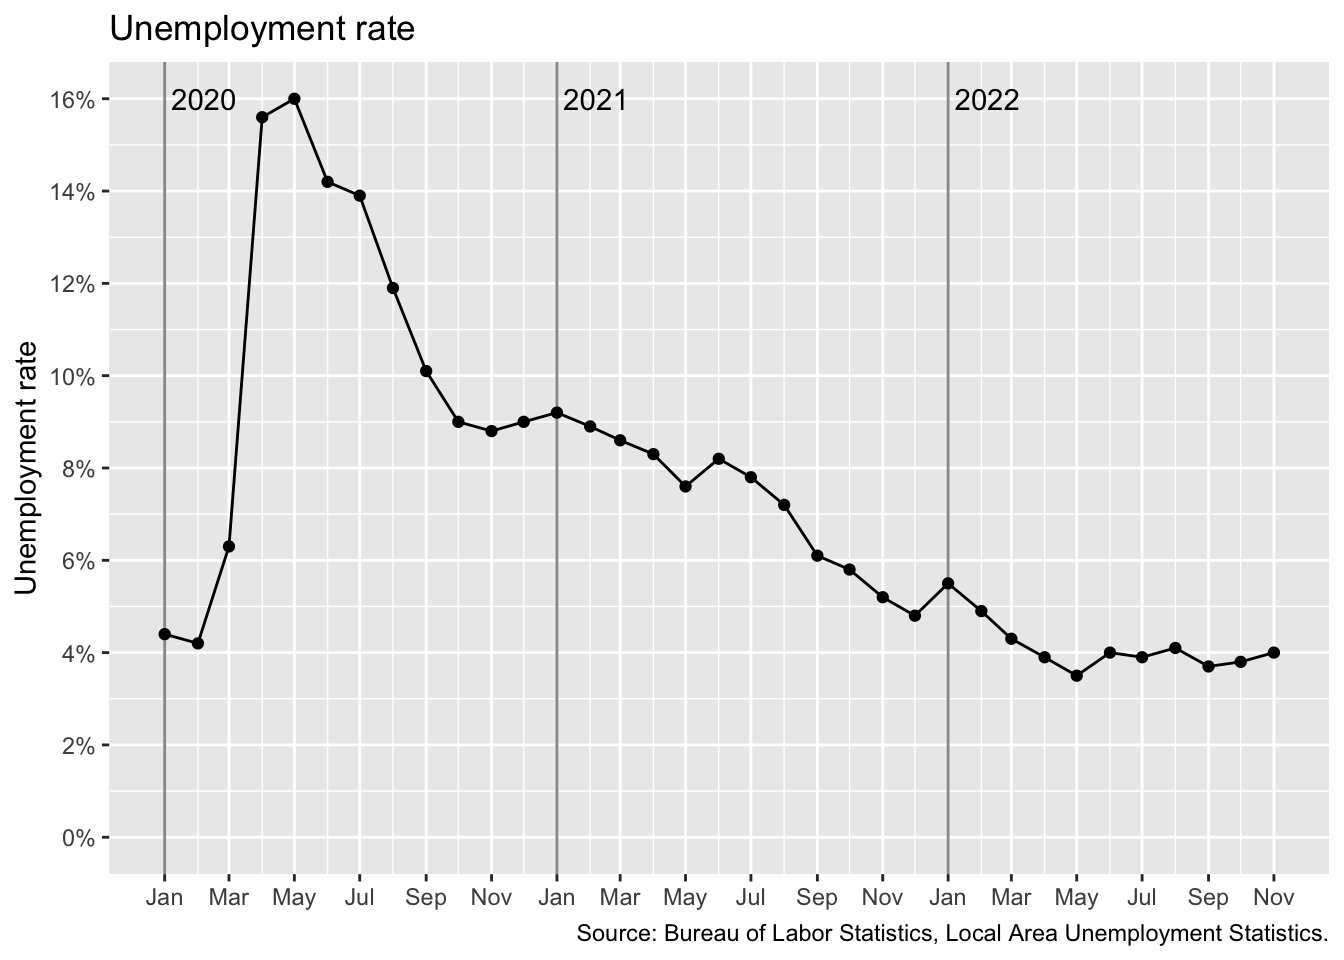 Unemployment rate
2020 2021 2022
16%
14%
12%
10%
8%
6%
4%
2%
0%
Unemployment rate
Jan Mar May Jul Sep Nov Jan Mar May Jul Sep Nov Jan Mar May Jul Sep Nov
Source: Bureau of Labor Statistics, Local Area Unemployment Statistics.